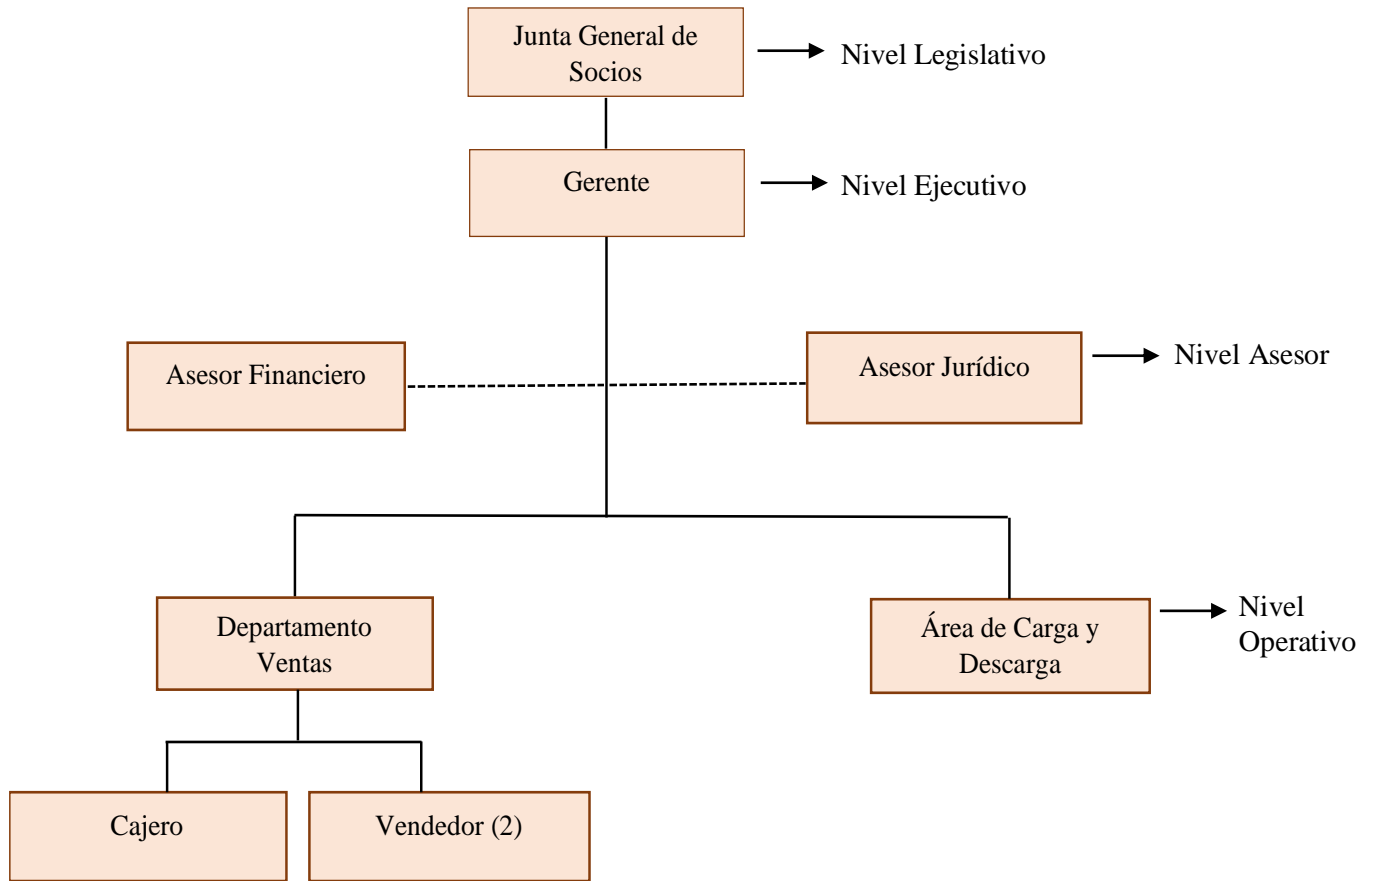 Junta General de
Socios
Nivel Legislativo
Gerente
Nivel Ejecutivo
Asesor Financiero
Asesor Jurídico
Nivel Asesor
Departamento
Ventas
Área de Carga y
Descarga
Nivel
Operativo
Cajero
Vendedor (2)